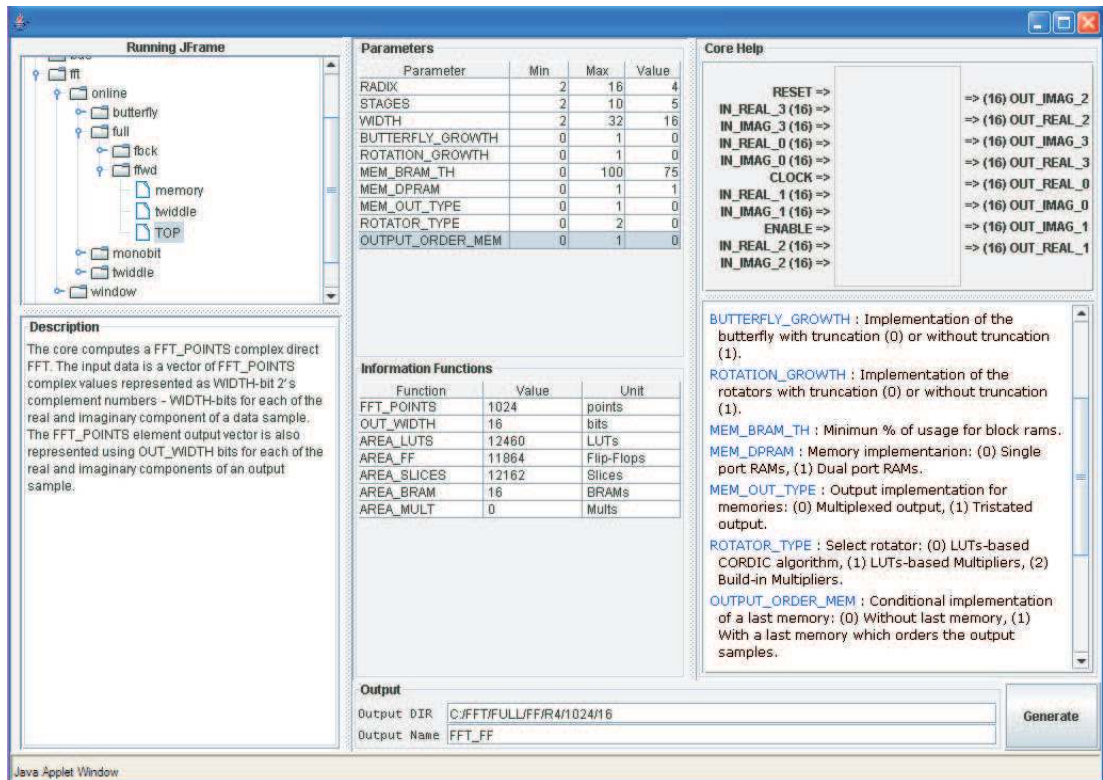 Running JFrame
fft
online
butterfly
full
fbck
ffwd
memory
twiddle
TOP
monobit
twiddle
window
Description
The core computes a FFT_POINTS complex direct
FFT. The input data is a vector of FFT_POINTS
complex values represented as WIDTH-bit 2's
complement numbers - WIDTH-bits for each of the
real and imaginary component of a data sample.
The FFT_POINTS element output vector is also
represented using OUT_WIDTH bits for each of the
real and imaginary components of an output
sample.
Parameters
Parameter Min Max Value
RADIX 2 16 4
STAGES 2 10 5
WIDTH 2 32 16
BUTTERFLY_GROWTH 0 1 0
ROTATION_GROWTH 0 1 0
MEM_BRAM_TH 0 100 75
MEM_DPRAM 0 1 1
MEM_OUT_TYPE 0 1 0
ROTATOR_TYPE 0 2 0
OUTPUT_ORDER_MEM 0 1 0
Information Functions
Function Value Unit
FFT_POINTS 1024 points
OUT_WIDTH 16 bits
AREA_LUTS 12460 LUTs
AREA_FF 11864 Flip-Flops
AREA_SLICES 12162 Slices
AREA_BRAM 16 BRAMs
AREA_MULT 0 Mults
Core Help
RESET =>
IN_REAL_3 (16) =>
IN_IMAG_3 (16) =>
IN_REAL_0 (16) =>
IN_IMAG_0 (16) =>
CLOCK =>
IN_REAL_1 (16) =>
IN_IMAG_1 (16) =>
ENABLE =>
IN_REAL_2 (16) =>
IN_IMAG_2 (16) =>
=> (16) OUT_IMAG_2
=> (16) OUT_REAL_2
=> (16) OUT_IMAG_3
=> (16) OUT_REAL_3
=> (16) OUT_REAL_0
=> (16) OUT_IMAG_0
=> (16) OUT_IMAG_1
=> (16) OUT_REAL_1
BUTTERFLY_GROWTH : Implementation of the
butterfly with truncation (0) or without truncation
(1).
ROTATION_GROWTH : Implementation of the
rotators with truncation (0) or without truncation
(1).
MEM_BRAM_TH : Minimun % of usage for block rams.
MEM_DPRAM : Memory implementarion: (0) Single
port RAMs, (1) Dual port RAMs.
MEM_OUT_TYPE : Output implementation for
memories: (0) Multiplexed output, (1) Tristated
output.
ROTATOR_TYPE : Select rotator: (0) LUTs-based
CORDIC algorithm, (1) LUTs-based Multipliers, (2)
Build-in Multipliers.
OUTPUT_ORDER_MEM : Conditional implementation
of a last memory: (0) Without last memory, (1)
With a last memory which orders the output
samples.
Output
Output DIR C:/FFT/FULL/FF/R4/1024/16
Output Name FFT_FF
Generate
Java Applet Window